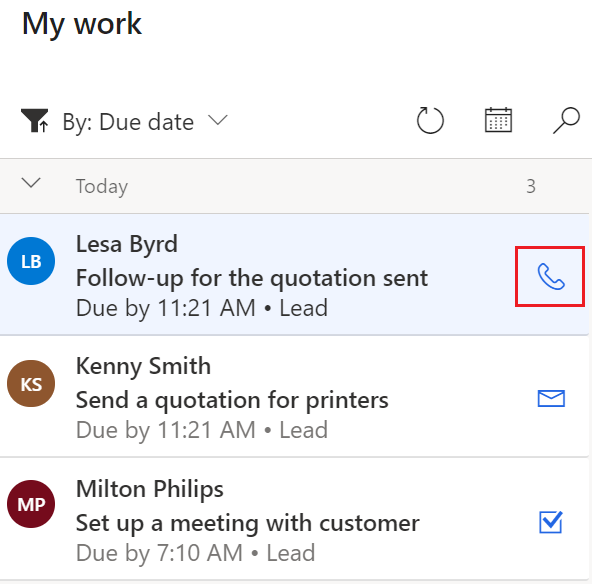 My work
By: Due date
Today 3
LB
Lesa Byrd
Follow-up for the quotation sent
Due by 11:21 AM • Lead
KS
Kenny Smith
Send a quotation for printers
Due by 11:21 AM • Lead
MP
Milton Philips
Set up a meeting with customer
Due by 7:10 AM • Lead